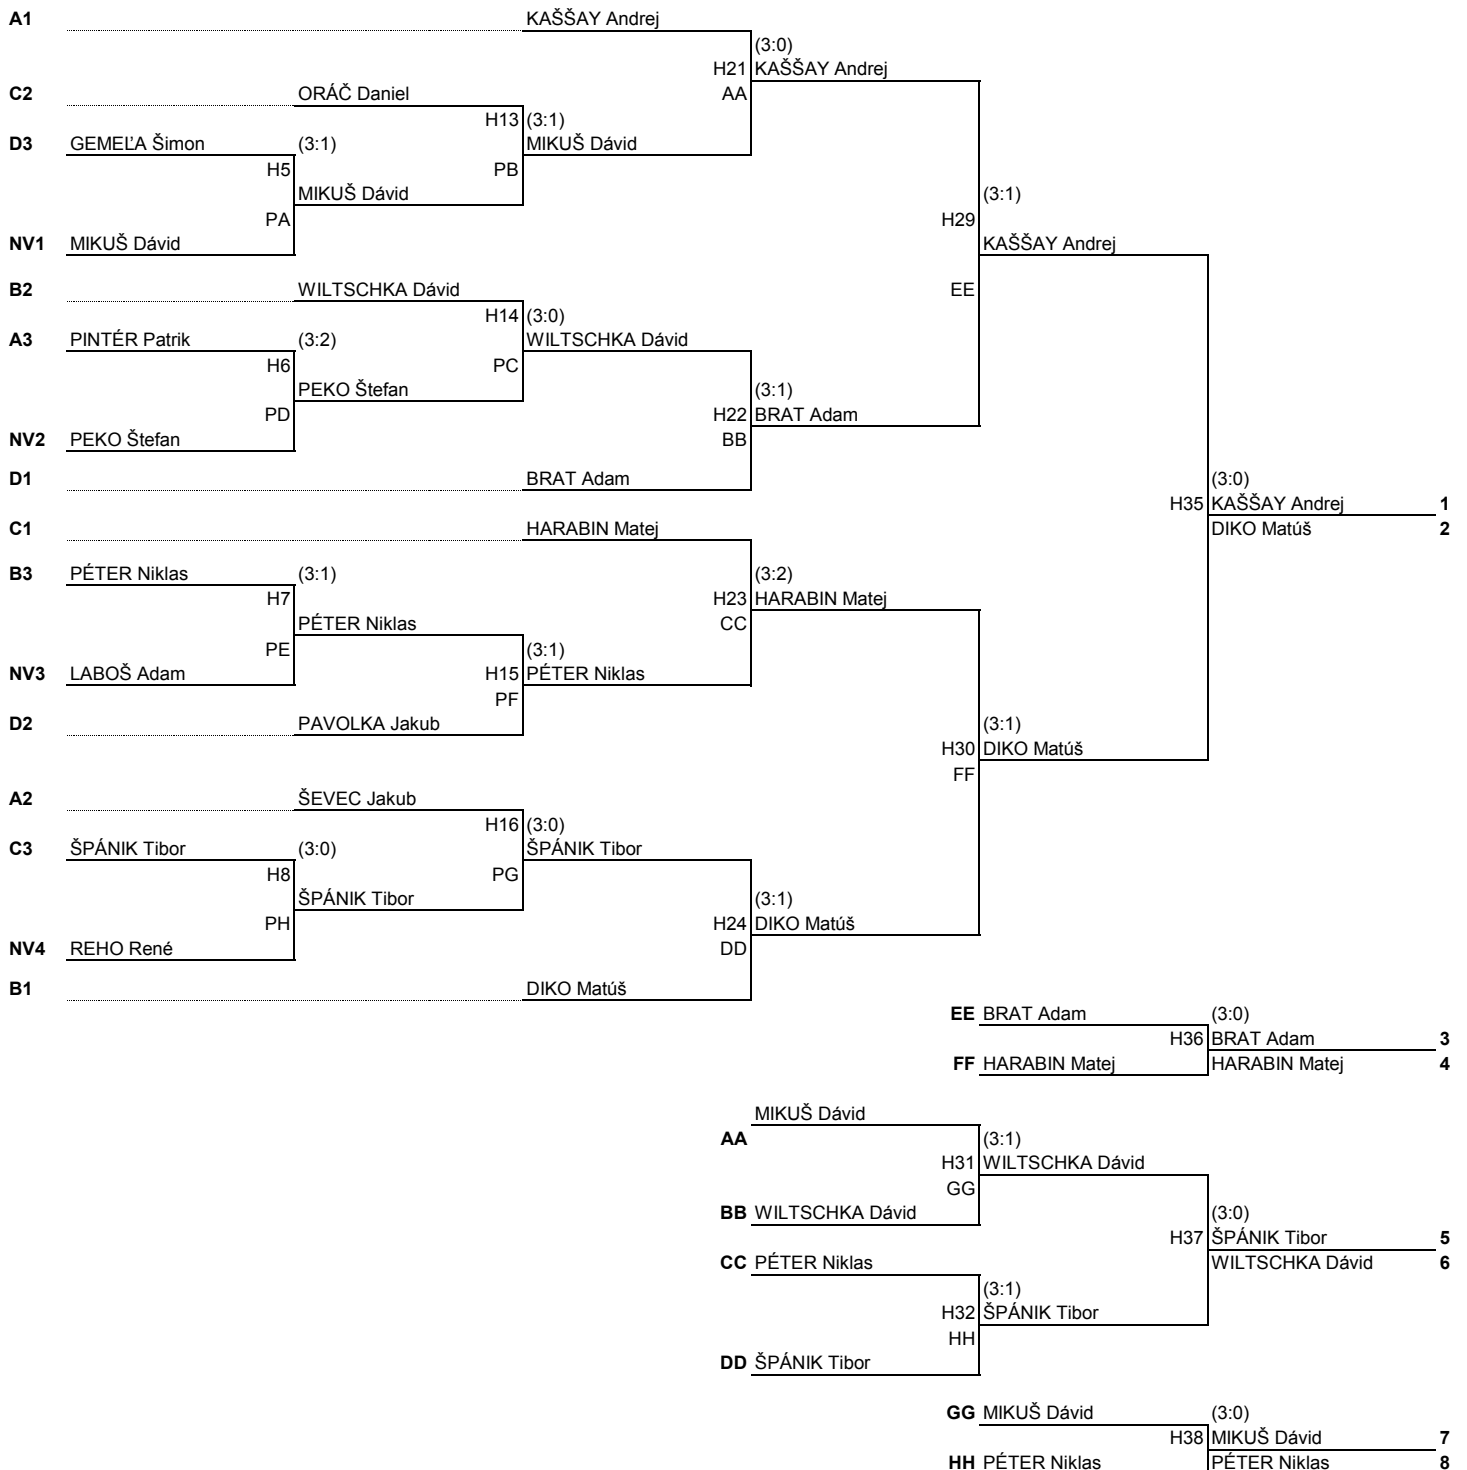 A1 KAŠŠAY Andrej
(3:0)
H21 KAŠŠAY Andrej
C2 ORÁČ Daniel AA
H13 (3:1)
D3 GEMEĽA Šimon (3:1) MIKUŠ Dávid
H5 PB
MIKUŠ Dávid (3:1)
PA H29
NV1 MIKUŠ Dávid KAŠŠAY Andrej
B2 WILTSCHKA Dávid EE
H14 (3:0)
A3 PINTÉR Patrik (3:2) WILTSCHKA Dávid
H6 PC
PEKO Štefan (3:1)
PD H22 BRAT Adam
NV2 PEKO Štefan BB
D1 BRAT Adam (3:0)
H35 KAŠŠAY Andrej 1
C1 HARABIN Matej DIKO Matúš 2
B3 PÉTER Niklas (3:1) (3:2)
H7 H23 HARABIN Matej
PÉTER Niklas CC
PE (3:1)
NV3 LABOŠ Adam H15 PÉTER Niklas
PF
D2 PAVOLKA Jakub (3:1)
H30 DIKO Matúš
FF
A2 ŠEVEC Jakub
H16 (3:0)
C3 ŠPÁNIK Tibor (3:0) ŠPÁNIK Tibor
H8 PG
ŠPÁNIK Tibor (3:1)
PH H24 DIKO Matúš
NV4 REHO René DD
B1 DIKO Matúš
EE BRAT Adam (3:0)
H36 BRAT Adam 3
FF HARABIN Matej HARABIN Matej 4
MIKUŠ Dávid
AA (3:1)
H31 WILTSCHKA Dávid
GG
BB WILTSCHKA Dávid (3:0)
H37 ŠPÁNIK Tibor 5
CC PÉTER Niklas WILTSCHKA Dávid 6
(3:1)
H32 ŠPÁNIK Tibor
HH
DD ŠPÁNIK Tibor
GG MIKUŠ Dávid (3:0)
H38 MIKUŠ Dávid 7
HH PÉTER Niklas PÉTER Niklas 8